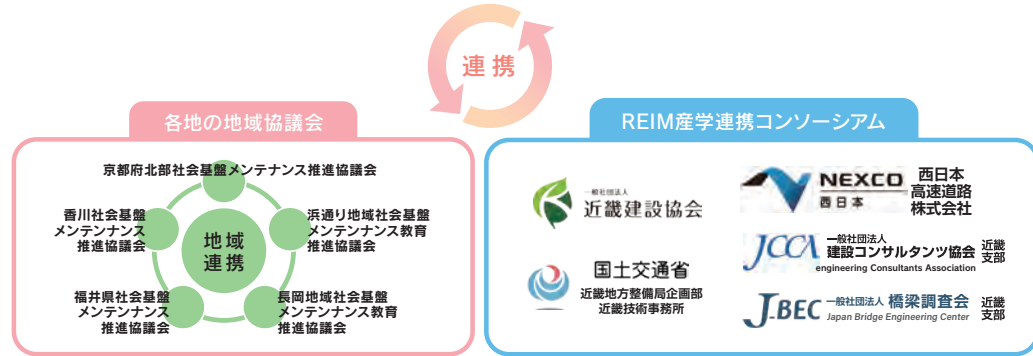 連携
各地の地域協議会
京都府北部社会基盤メンテナンス推進協議会
香川社会基盤
メンテンナンス
推進協議会
浜通り地域社会基盤
メンテナンス教育
推進協議会
地域
連携
福井県社会基盤
メンテナンス
推進協議会
長岡地域社会基盤
メンテナンス教育
推進協議会
REIM産学連携コンソーシアム
一般社団法人
近畿建設協会
NEXCO
西日本
西日本
高速道路
株式会社
国土交通省
近畿地方整備局企画部
近畿技術事務所
JCCA
一般社団法人
建設コンサルタンツ協会
engineering Consultants Association
近畿
支部
J-BEC
一般社団法人 橋梁調査会
Japan Bridge Engineering Center
近畿
支部